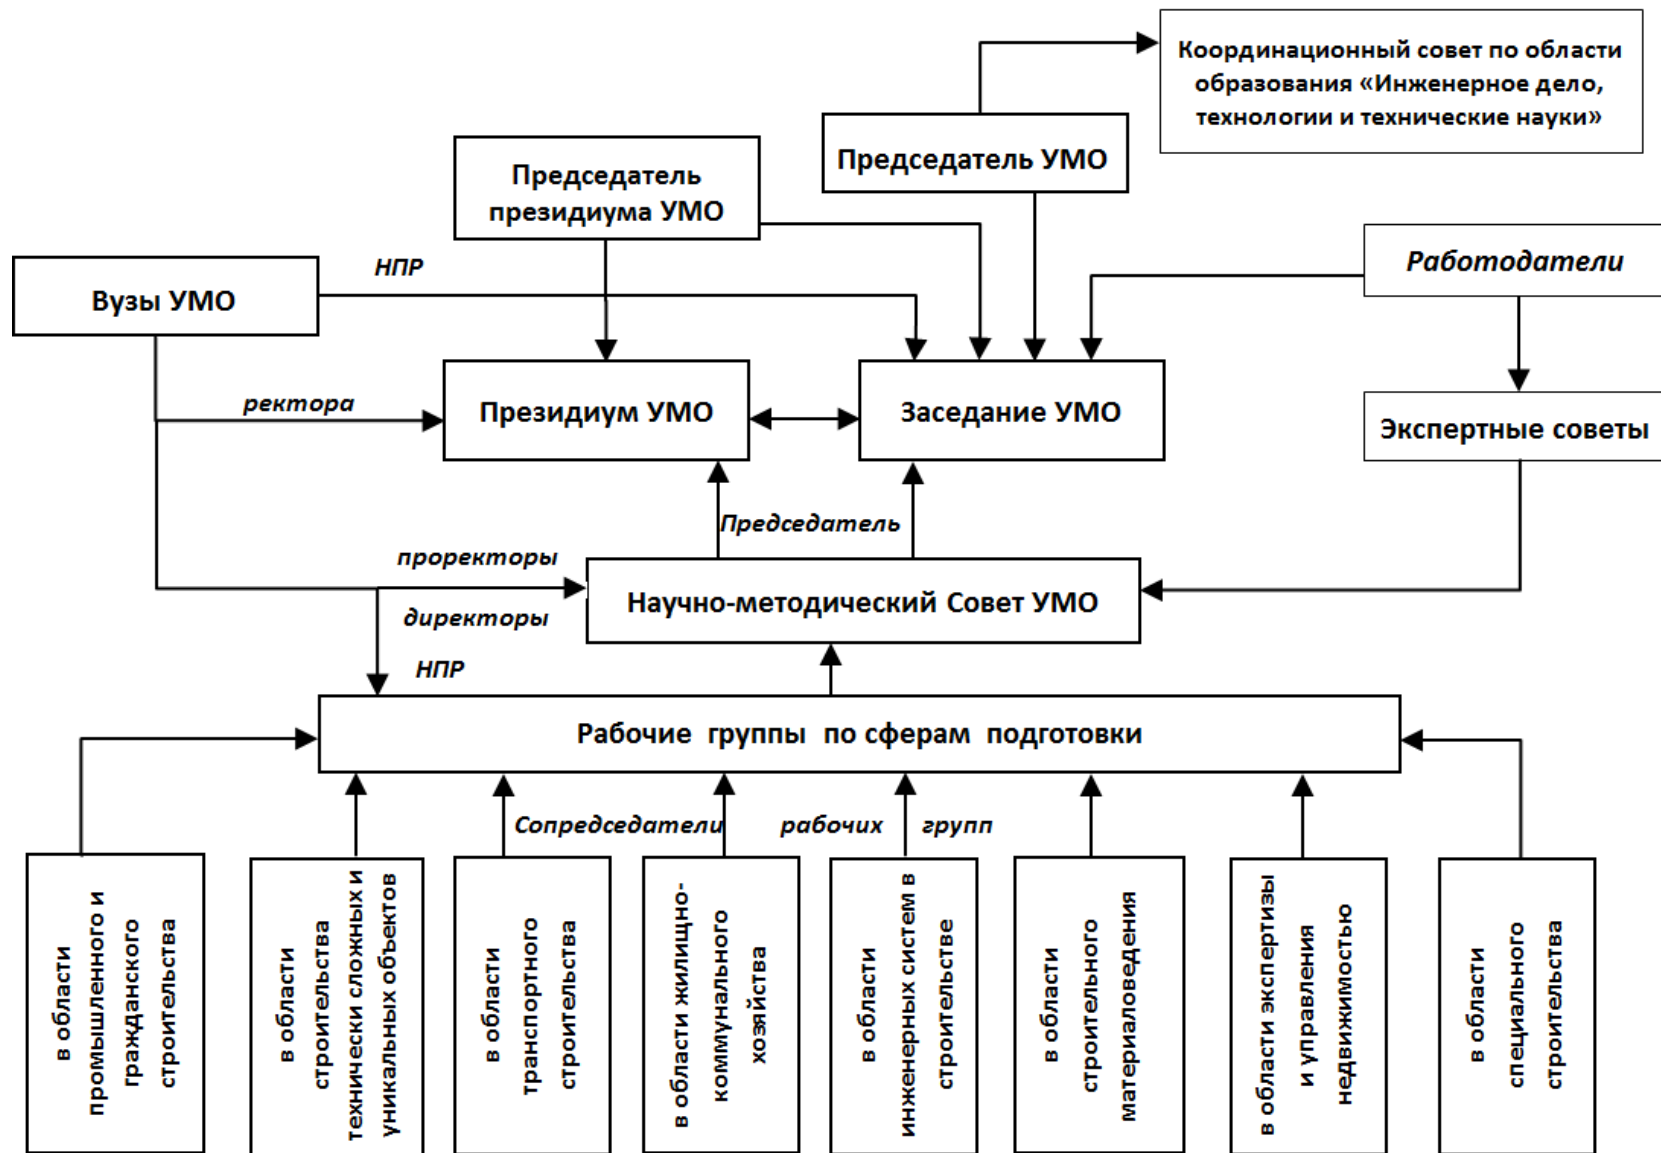 Координационный совет по области
образования «Инженерное дело,
технологии и технические науки»
Председатель УМО
Председатель
президиума УМО
Работодатели
НПР
Вузы УМО
ректора
Президиум УМО
Заседание УМО
Экспертные советы
Председатель
проректоры
директоры
Научно-методический Совет УМО
НПР
Рабочие группы по сферам подготовки
Сопредседатели рабочих групп
в области
промышленного и
гражданского
строительства
в области
строительства
технически сложных и
уникальных объектов
в области
транспортного
строительства
в области жилищно-
коммунального
хозяйства
в области
инженерных систем в
строительстве
в области
строительного
материаловедения
в области экспертизы
и управления
недвижимостью
в области
специального
строительства